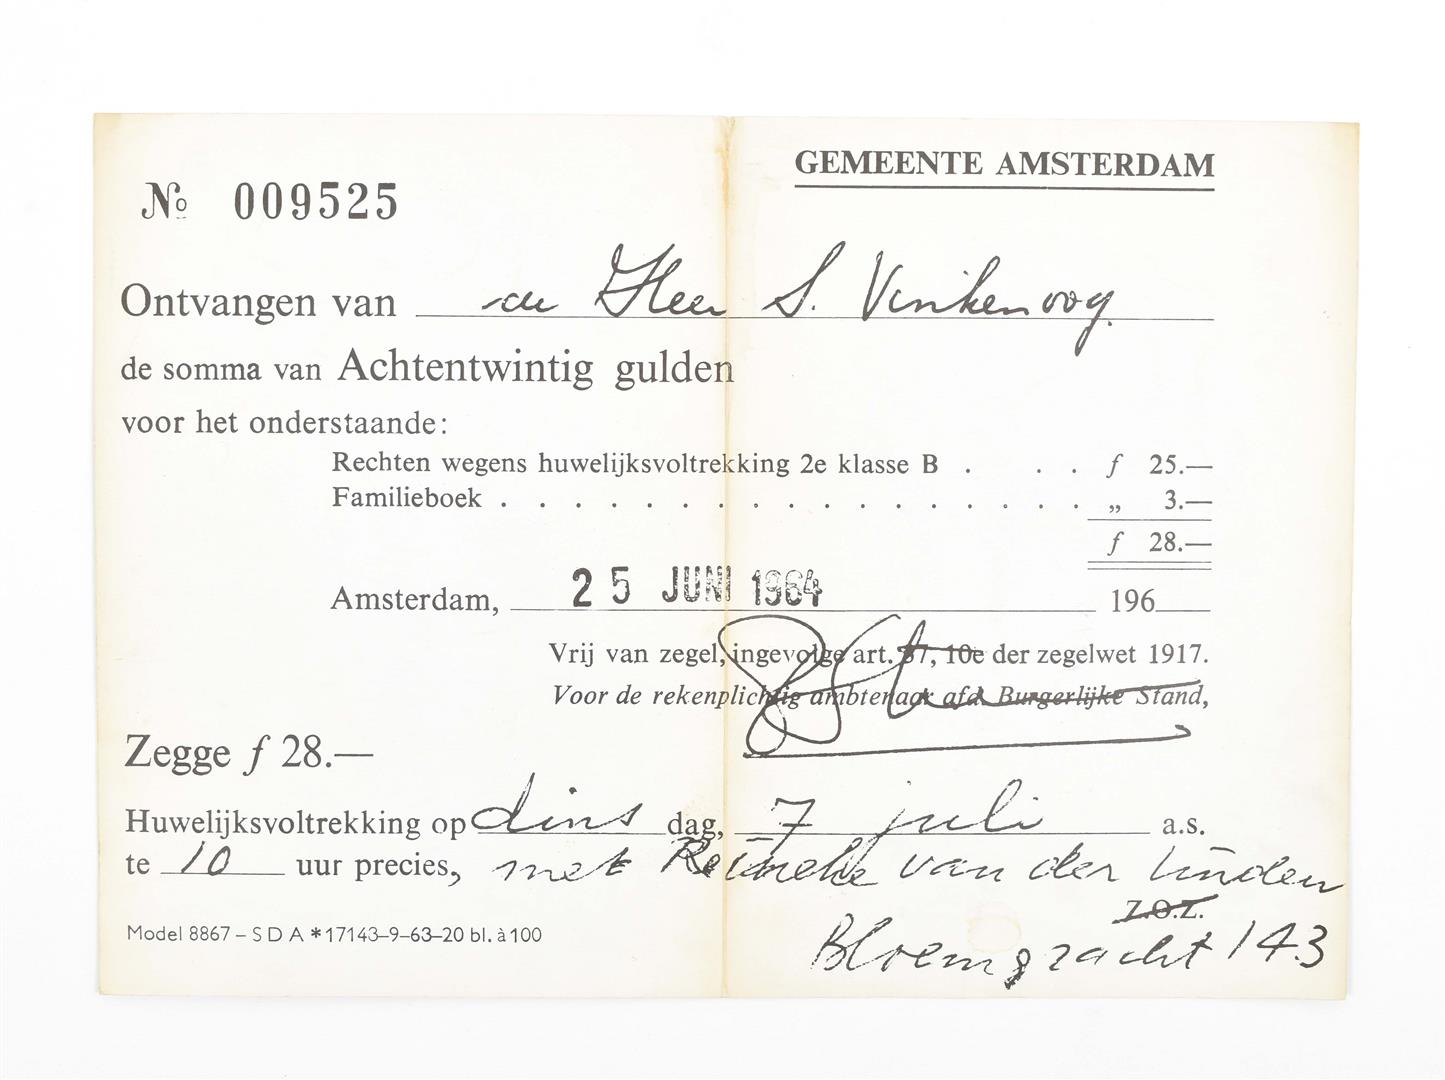 GEMEENTE AMSTERDAM
No 009525
Ontvangen van de Heer S. Vinkenoog.
de somma van Achtentwintig gulden
voor het onderstaande:
Rechten wegens huwelijksvoltrekking 2e klasse B . . . . f 25.—
Familieboek . . . . . . . . . . . . . . . . . „ 3.—
f 28.—
Amsterdam, 25 JUNI 1964 196
Vrij van zegel, ingevolge art. 37, 10e der zegelwet 1917.
Voor de rekenplichtig ambtenaar afd. Burgerlijke Stand,
Zegge f 28.—
Huwelijksvoltrekking op dins dag, 7 juli a.s.
te 10 uur precies, met Reineke van der Linden
Z.O.Z.
Bloemgracht 143
Model 8867 – S D A * 17143–9–63–20 bl. à 100